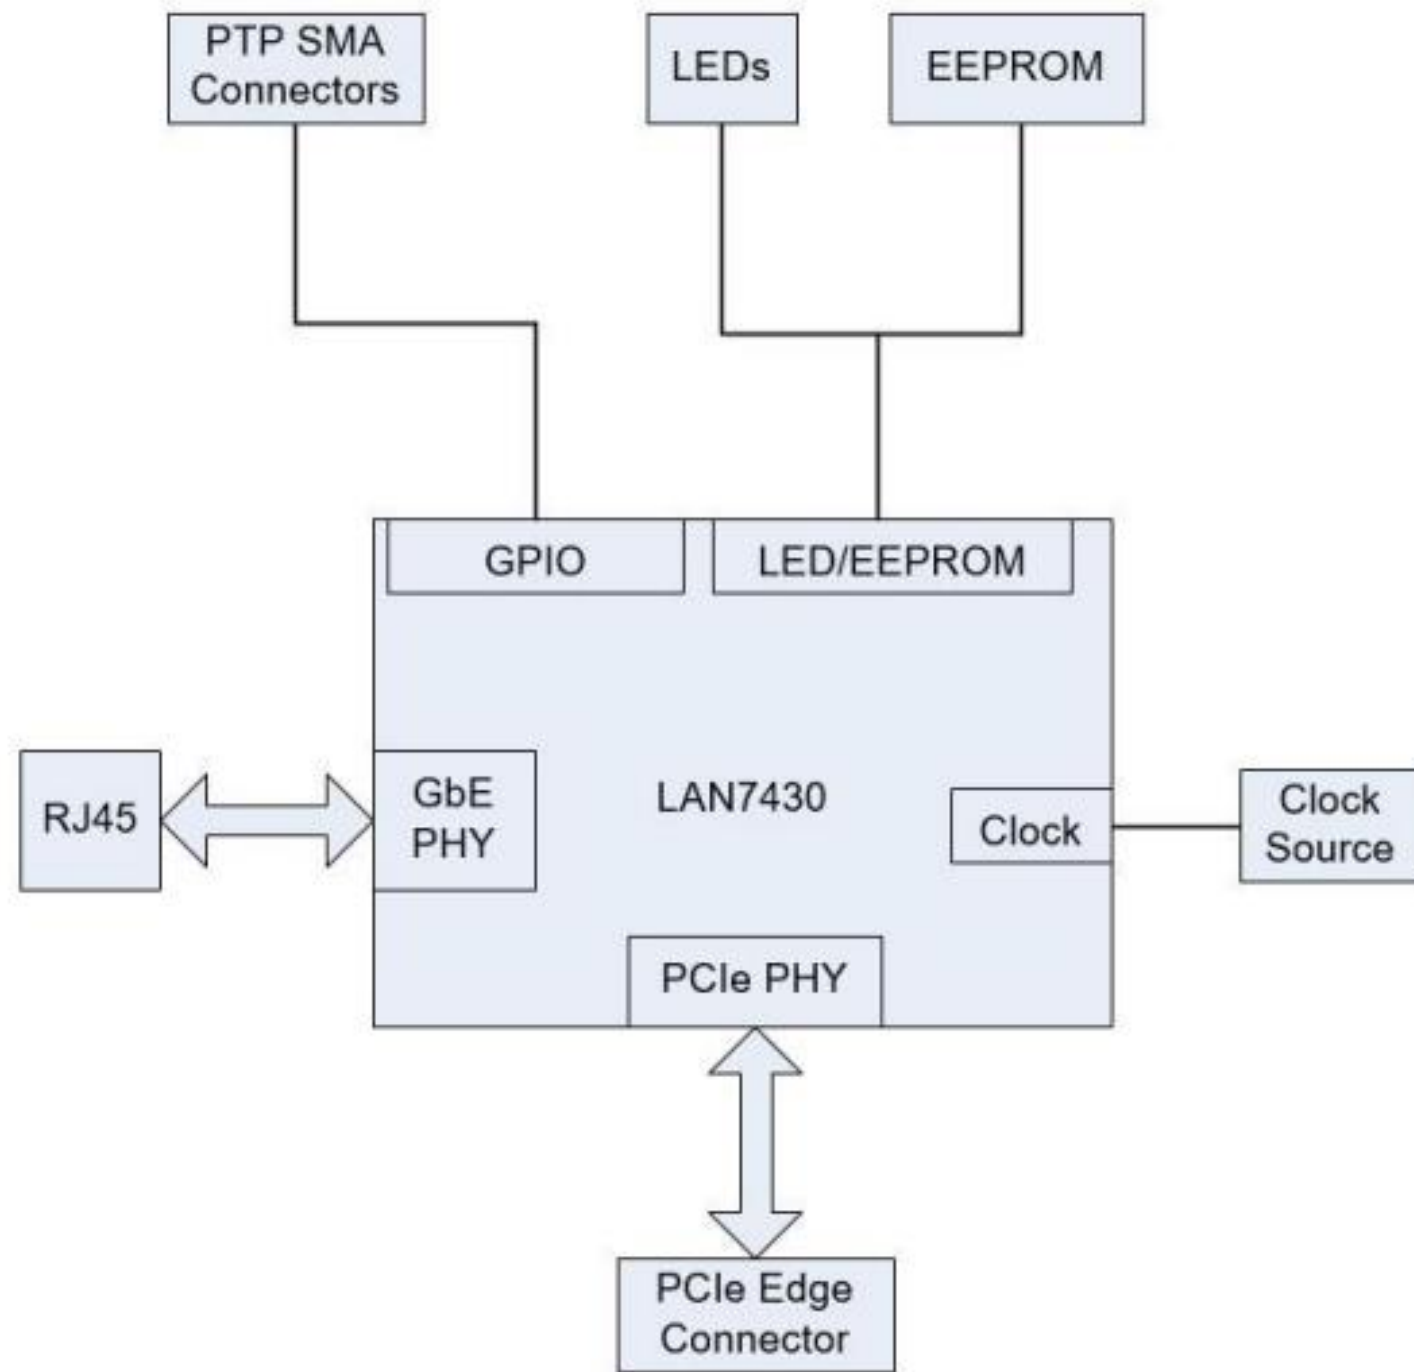 PTP SMA
Connectors
LEDs
EEPROM
GPIO
LED/EEPROM
RJ45
GbE
PHY
LAN7430
Clock
Clock
Source
PCIe PHY
PCIe Edge
Connector